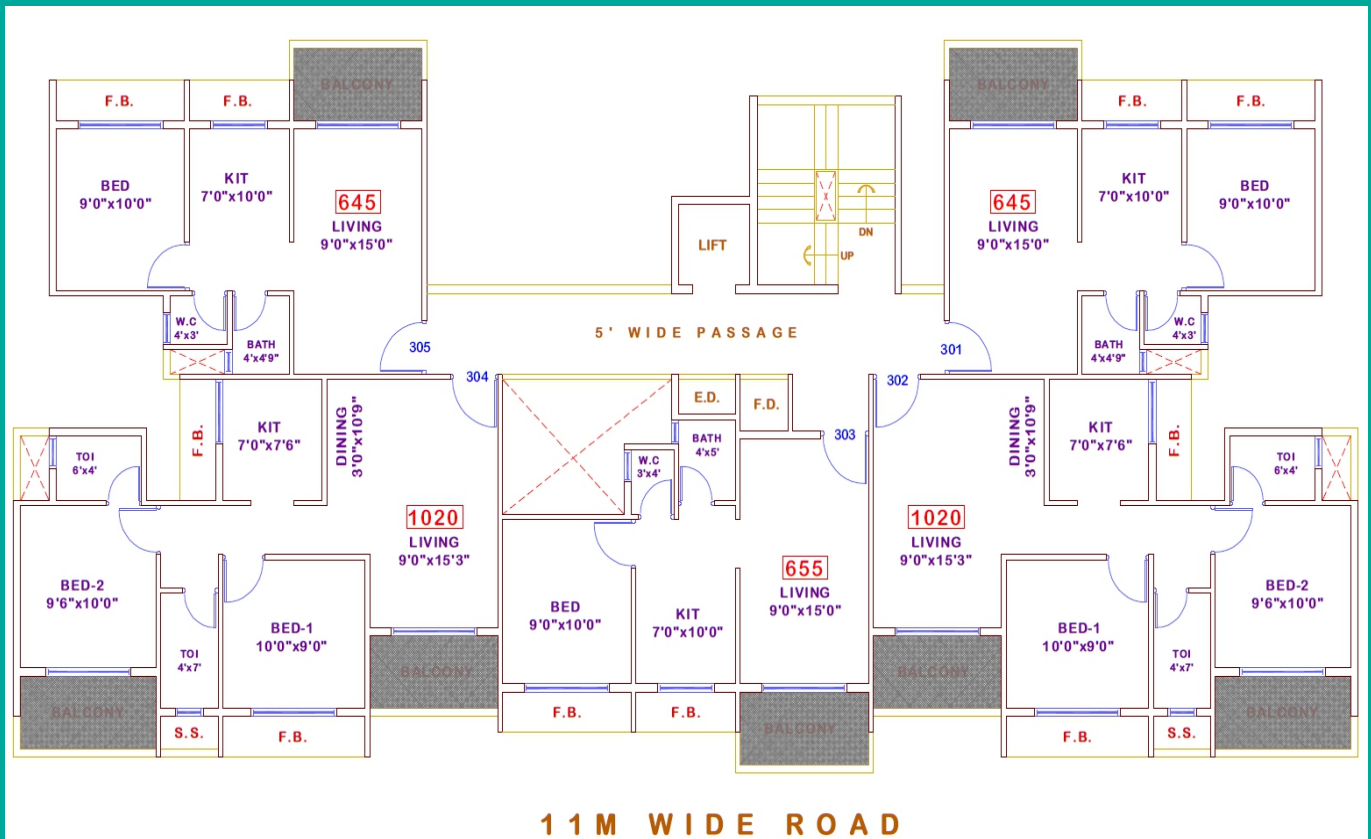 BALCONY
BALCONY
F.B.
F.B.
F.B.
F.B.
BED
9'0"x10'0"
KIT
7'0"x10'0"
645
LIVING
9'0"x15'0"
LIFT
DN
UP
645
LIVING
9'0"x15'0"
KIT
7'0"x10'0"
BED
9'0"x10'0"
W.C
4'x3'
BATH
4'x4'9"
305
5' WIDE PASSAGE
301
BATH
4'x4'9"
W.C
4'x3'
304
302
F.B.
KIT
7'0"x7'6"
DINING
3'0"x10'9"
E.D.
F.D.
303
BATH
4'x5'
W.C
3'x4'
DINING
3'0"x10'9"
KIT
7'0"x7'6"
F.B.
TOI
6'x4'
TOI
6'x4'
1020
LIVING
9'0"x15'3"
1020
LIVING
9'0"x15'3"
655
LIVING
9'0"x15'0"
BED-2
9'6"x10'0"
BED-1
10'0"x9'0"
TOI
4'x7'
BED
9'0"x10'0"
KIT
7'0"x10'0"
BED-1
10'0"x9'0"
TOI
4'x7'
BED-2
9'6"x10'0"
BALCONY
BALCONY
BALCONY
BALCONY
BALCONY
S.S.
F.B.
F.B.
F.B.
F.B.
S.S.
11M WIDE ROAD